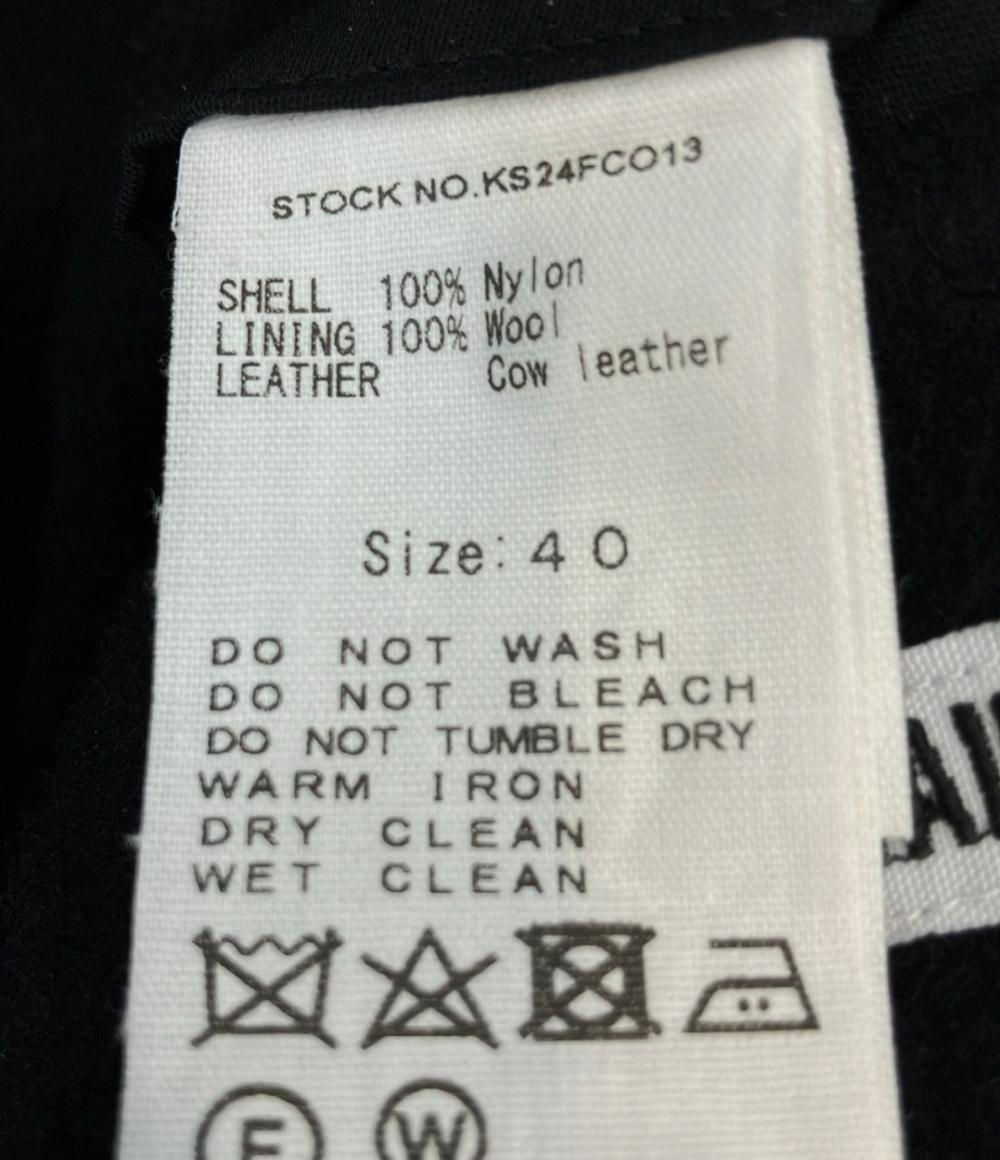 STOCK NO.KS24FCO13
SHELL 100% Nylon
LINING 100% Wool
LEATHER Cow leather
Size: 40
DO NOT WASH
DO NOT BLEACH
DO NOT TUMBLE DRY
WARM IRON
DRY CLEAN
WET CLEAN
F W